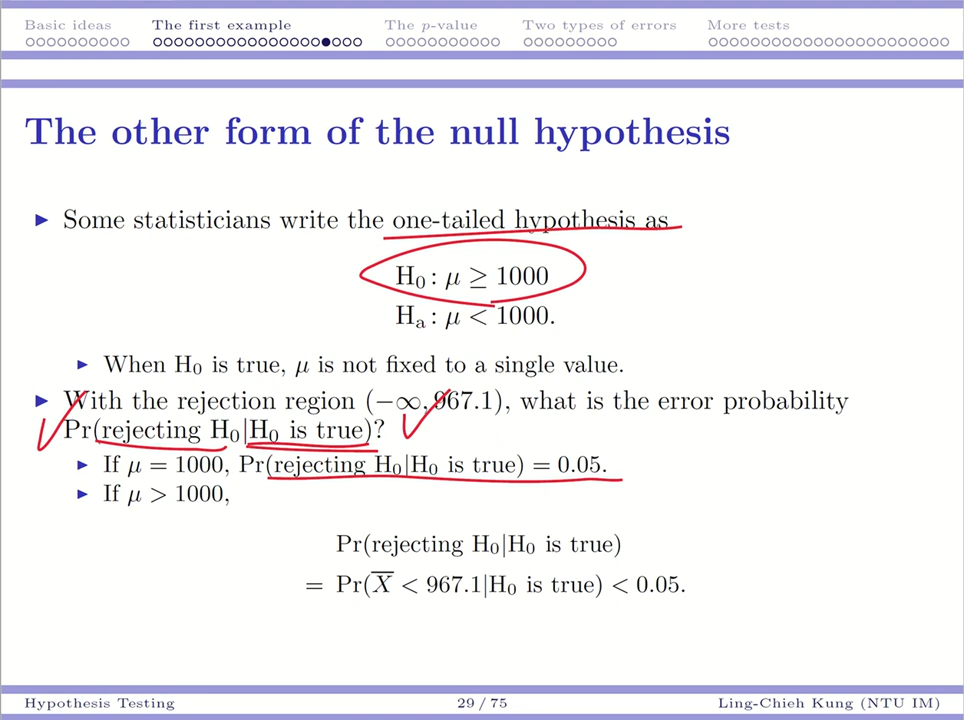 Basic ideas The first example The p-value Two types of errors More tests
The other form of the null hypothesis
Some statisticians write the one-tailed hypothesis as
H₀ : μ ≥ 1000
Hₐ : μ < 1000.
When H₀ is true, μ is not fixed to a single value.
With the rejection region (−∞, 967.1), what is the error probability
Pr(rejecting H₀|H₀ is true)?
If μ = 1000, Pr(rejecting H₀|H₀ is true) = 0.05.
If μ > 1000,
Pr(rejecting H₀|H₀ is true)
= Pr(X̅ < 967.1|H₀ is true) < 0.05.
Hypothesis Testing 29 / 75 Ling-Chieh Kung (NTU IM)